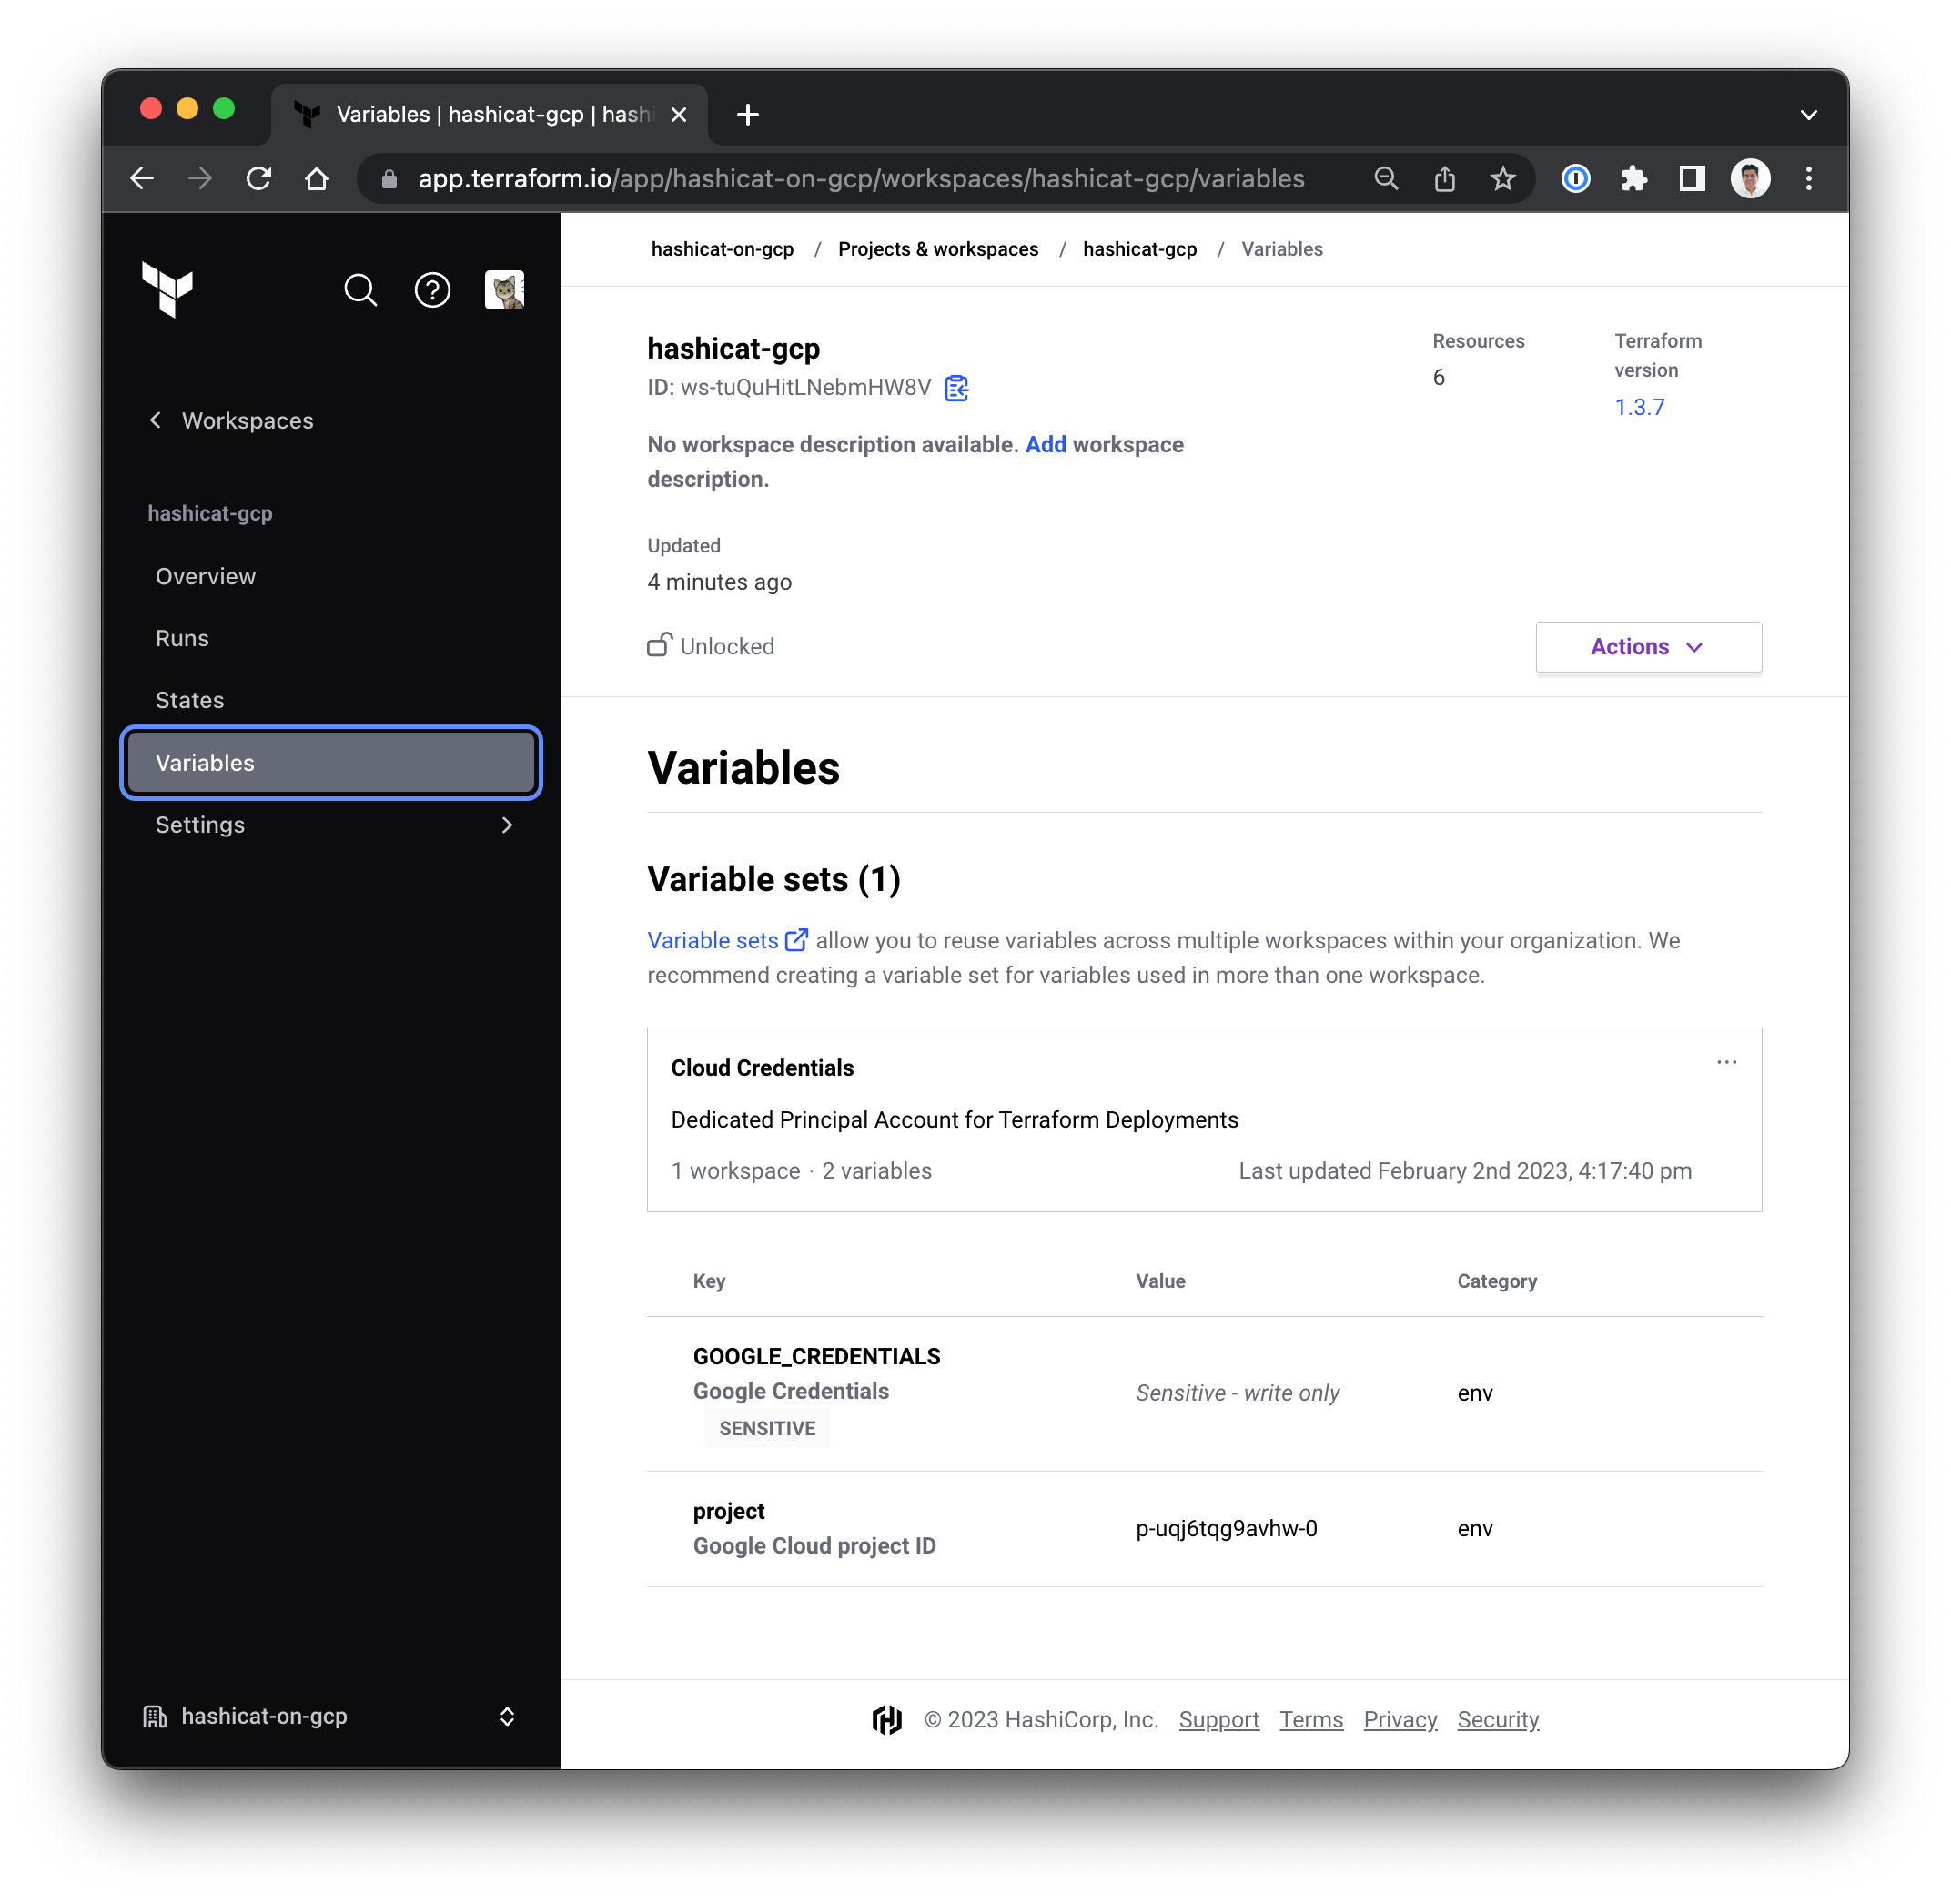 Variables | hashicat-gcp | hashi
app.terraform.io/app/hashicat-on-gcp/workspaces/hashicat-gcp/variables
Workspaces
hashicat-gcp
Overview
Runs
States
Variables
Settings
hashicat-on-gcp
hashicat-on-gcp / Projects & workspaces / hashicat-gcp / Variables
hashicat-gcp
ID: ws-tuQuHitLNebmHW8V
No workspace description available. Add workspace
description.
Resources
6
Terraform
version
1.3.7
Updated
4 minutes ago
Unlocked
Actions
Variables
Variable sets (1)
Variable sets allow you to reuse variables across multiple workspaces within your organization. We
recommend creating a variable set for variables used in more than one workspace.
Cloud Credentials
Dedicated Principal Account for Terraform Deployments
1 workspace · 2 variables Last updated February 2nd 2023, 4:17:40 pm
Key Value Category
GOOGLE_CREDENTIALS
Google Credentials
SENSITIVE
Sensitive - write only
env
project
Google Cloud project ID
p-uqj6tqg9avhw-0
env
© 2023 HashiCorp, Inc. Support Terms Privacy Security